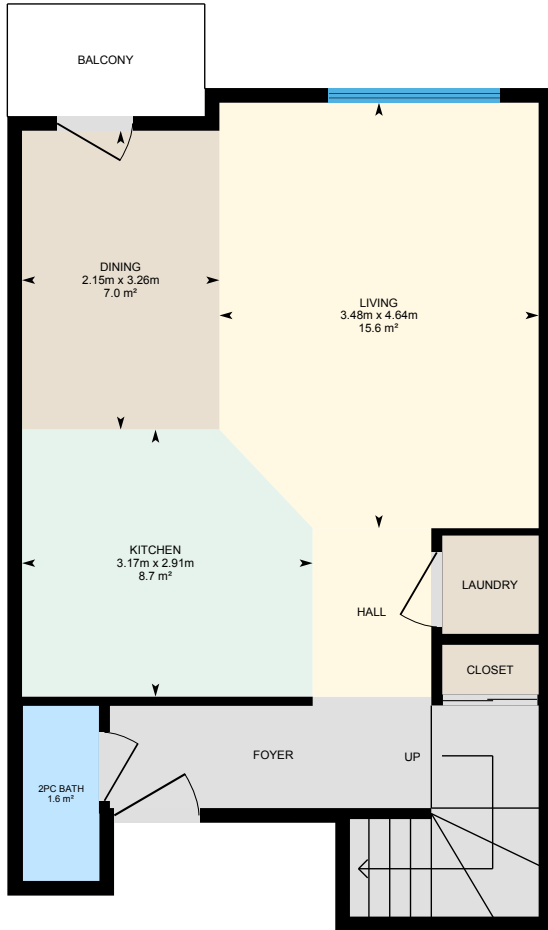 BALCONY
DINING
2.15m x 3.26m
7.0 m²
LIVING
3.48m x 4.64m
15.6 m²
KITCHEN
3.17m x 2.91m
8.7 m²
LAUNDRY
HALL
CLOSET
FOYER
UP
2PC BATH
1.6 m²